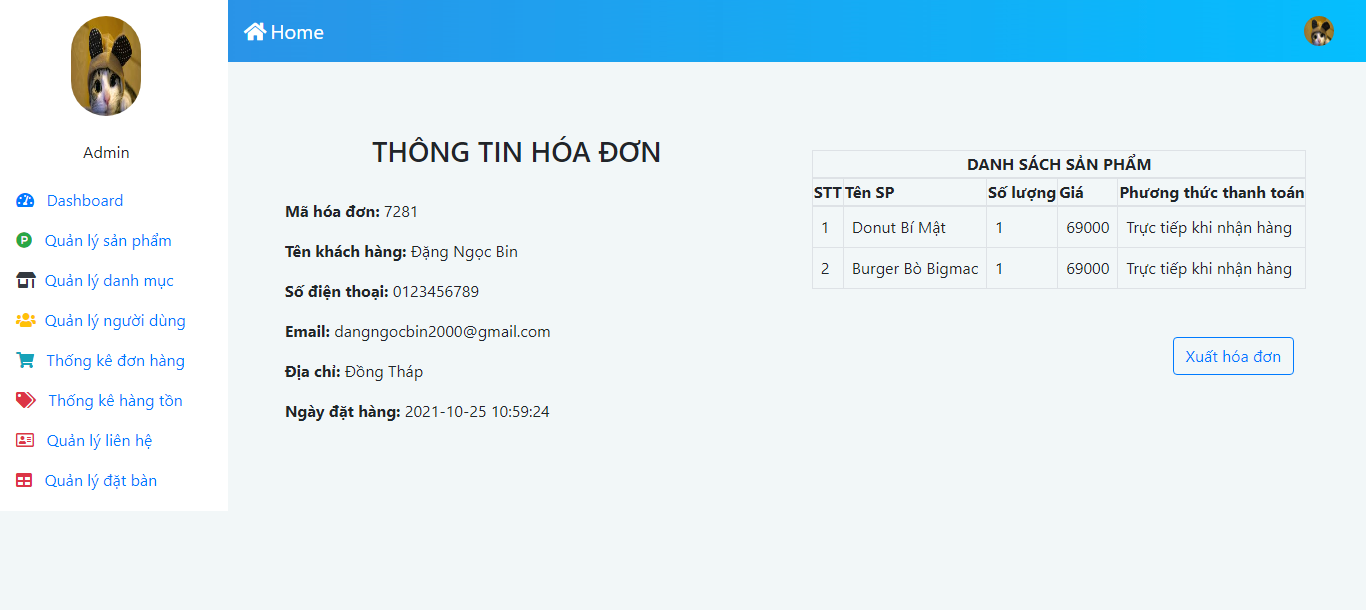 Home
Admin
Dashboard
Quản lý sản phẩm
Quản lý danh mục
Quản lý người dùng
Thống kê đơn hàng
Thống kê hàng tồn
Quản lý liên hệ
Quản lý đặt bàn
THÔNG TIN HÓA ĐƠN
Mã hóa đơn: 7281
Tên khách hàng: Đặng Ngọc Bin
Số điện thoại: 0123456789
Email: dangngocbin2000@gmail.com
Địa chỉ: Đồng Tháp
Ngày đặt hàng: 2021-10-25 10:59:24
DANH SÁCH SẢN PHẨM
STT Tên SP Số lượng Giá Phương thức thanh toán
1 Donut Bí Mật 1 69000 Trực tiếp khi nhận hàng
2 Burger Bò Bigmac 1 69000 Trực tiếp khi nhận hàng
Xuất hóa đơn